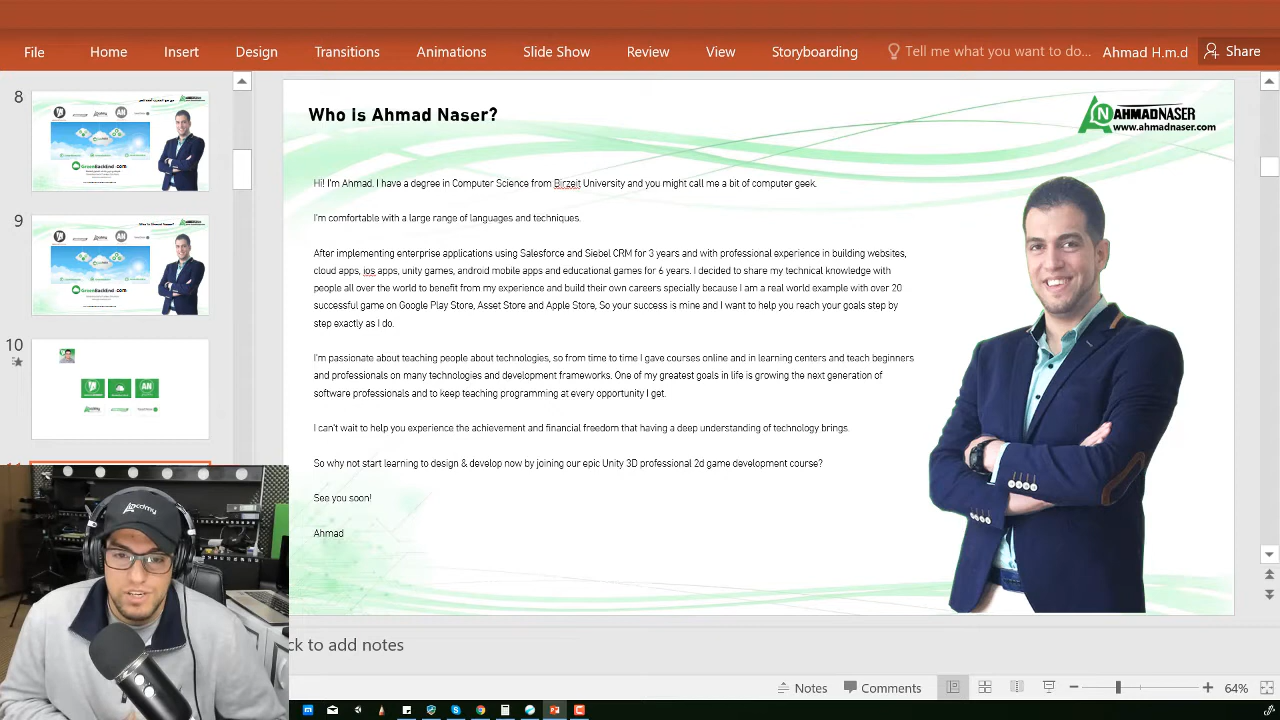 File Home Insert Design Transitions Animations Slide Show Review View Storyboarding Tell me what you want to do... Ahmad H.m.d Share
8
GreenBackEnd.com
9
Who Is Ahmad Naser?
GreenBackEnd.com
10
Who Is Ahmad Naser?
AHMADNASER
www.ahmadnaser.com
Hi! I'm Ahmad. I have a degree in Computer Science from Birzeit University and you might call me a bit of computer geek.
I'm comfortable with a large range of languages and techniques.
After implementing enterprise applications using Salesforce and Siebel CRM for 3 years and with professional experience in building websites,
cloud apps, ios apps, unity games, android mobile apps and educational games for 6 years. I decided to share my technical knowledge with
people all over the world to benefit from my experience and build their own careers specially because I am a real world example with over 20
successful game on Google Play Store, Asset Store and Apple Store, So your success is mine and I want to help you reach your goals step by
step exactly as I do.
I'm passionate about teaching people about technologies, so from time to time I gave courses online and in learning centers and teach beginners
and professionals on many technologies and development frameworks. One of my greatest goals in life is growing the next generation of
software professionals and to keep teaching programming at every opportunity I get.
I can't wait to help you experience the achievement and financial freedom that having a deep understanding of technology brings.
So why not start learning to design & develop now by joining our epic Unity 3D professional 2d game development course?
See you soon!
Ahmad
ck to add notes
Notes Comments 64%